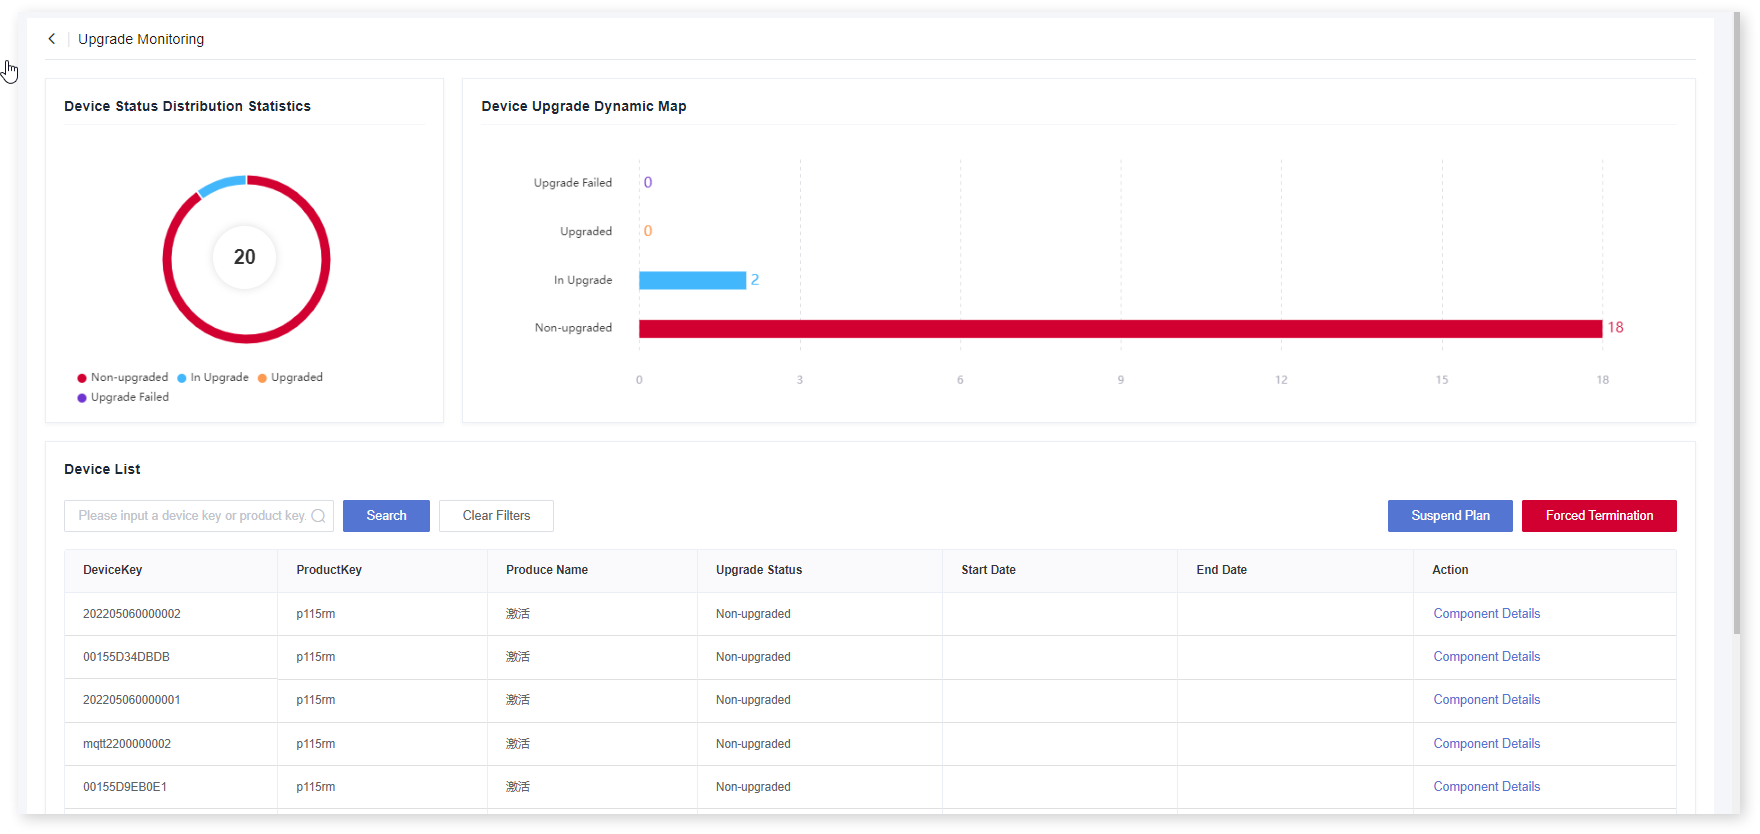 Upgrade Monitoring
Device Status Distribution Statistics
20
Non-upgraded In Upgrade Upgraded
Upgrade Failed
Device Upgrade Dynamic Map
Upgrade Failed 0
Upgraded 0
In Upgrade 2
Non-upgraded 18
0 3 6 9 12 15 18
Device List
Please input a device key or product key. Search Clear Filters Suspend Plan Forced Termination
DeviceKey ProductKey Produce Name Upgrade Status Start Date End Date Action
202205060000002 p115rm 激活 Non-upgraded Component Details
00155D34DBDB p115rm 激活 Non-upgraded Component Details
202205060000001 p115rm 激活 Non-upgraded Component Details
mqtt2200000002 p115rm 激活 Non-upgraded Component Details
00155D9EB0E1 p115rm 激活 Non-upgraded Component Details